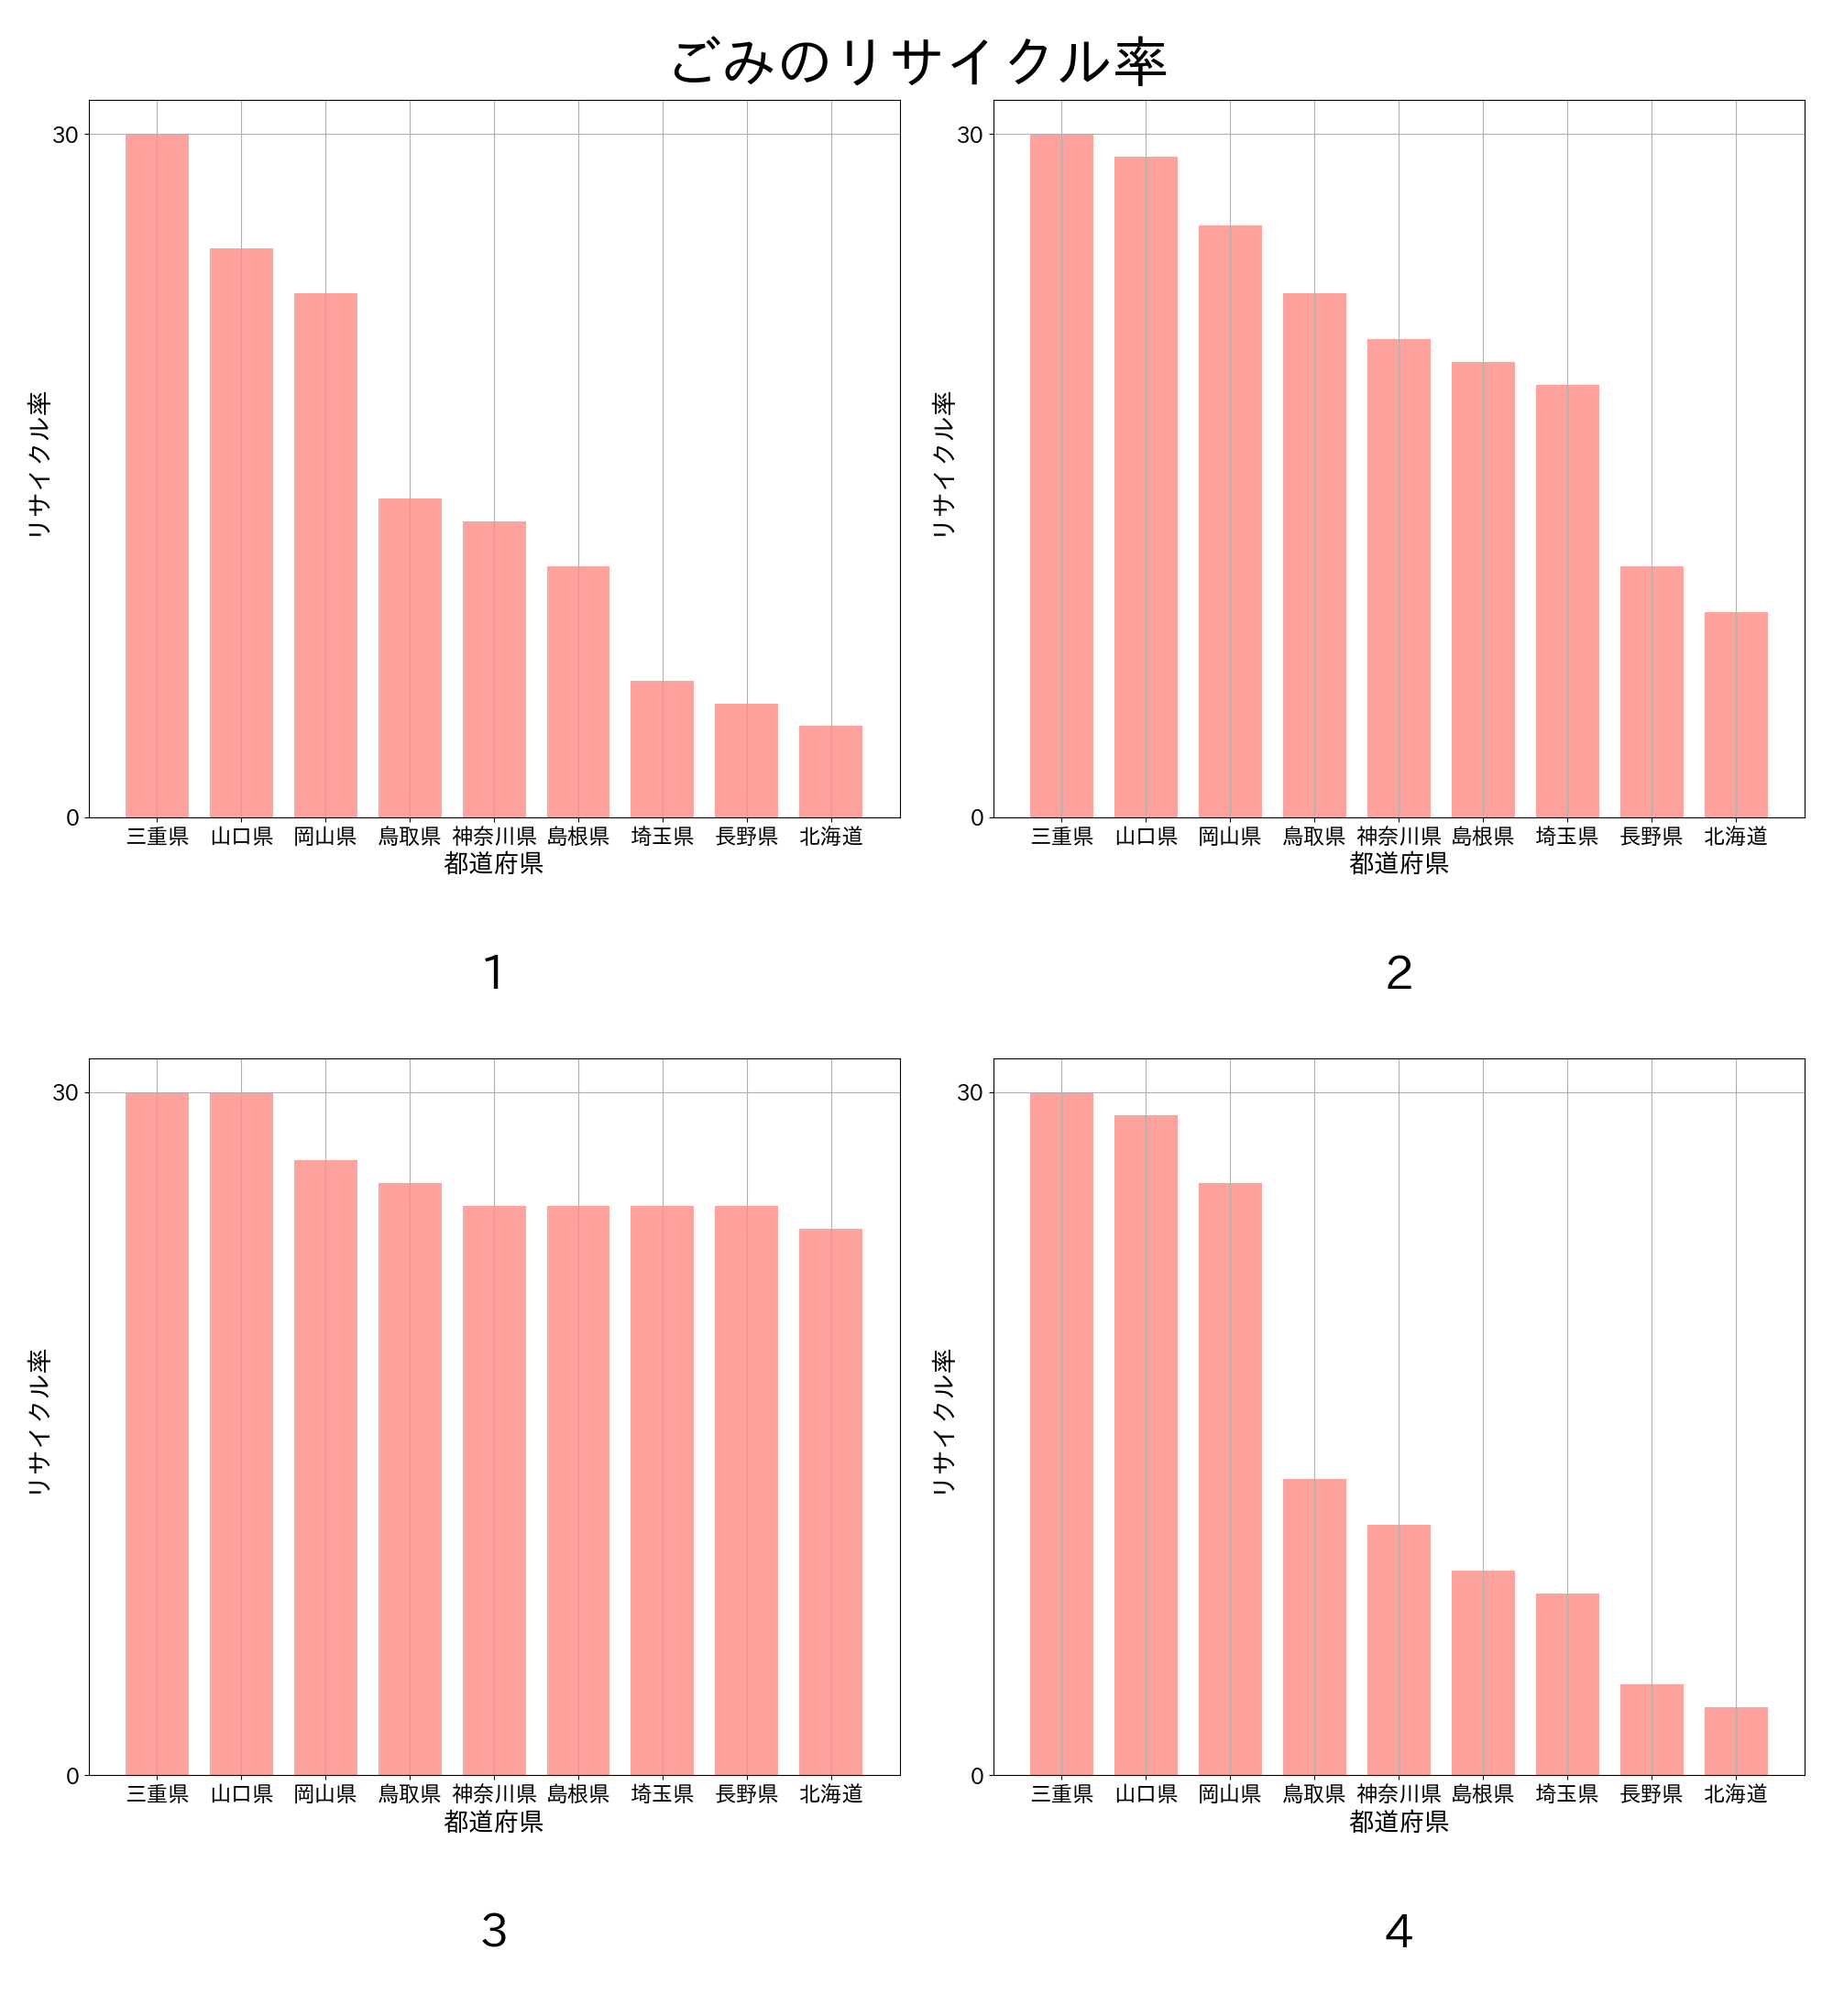 ごみのリサイクル率
30
0
リサイクル率
三重県 山口県 岡山県 鳥取県 神奈川県 島根県 埼玉県 長野県 北海道
都道府県
1
30
0
リサイクル率
三重県 山口県 岡山県 鳥取県 神奈川県 島根県 埼玉県 長野県 北海道
都道府県
2
30
0
リサイクル率
三重県 山口県 岡山県 鳥取県 神奈川県 島根県 埼玉県 長野県 北海道
都道府県
3
30
0
リサイクル率
三重県 山口県 岡山県 鳥取県 神奈川県 島根県 埼玉県 長野県 北海道
都道府県
4